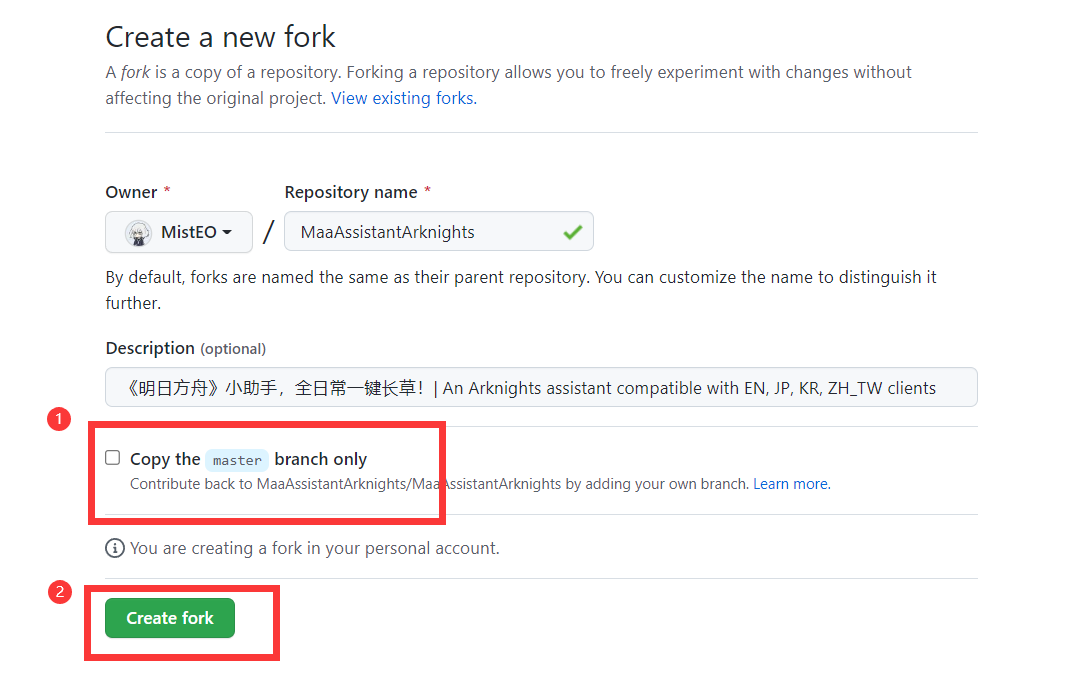 Create a new fork
A fork is a copy of a repository. Forking a repository allows you to freely experiment with changes without
affecting the original project. View existing forks.
Owner * Repository name *
MistEO / MaaAssistantArknights
By default, forks are named the same as their parent repository. You can customize the name to distinguish it
further.
Description (optional)
《明日方舟》小助手，全日常一键长草！| An Arknights assistant compatible with EN, JP, KR, ZH_TW clients
1
Copy the master branch only
Contribute back to MaaAssistantArknights/MaaAssistantArknights by adding your own branch. Learn more.
You are creating a fork in your personal account.
2
Create fork